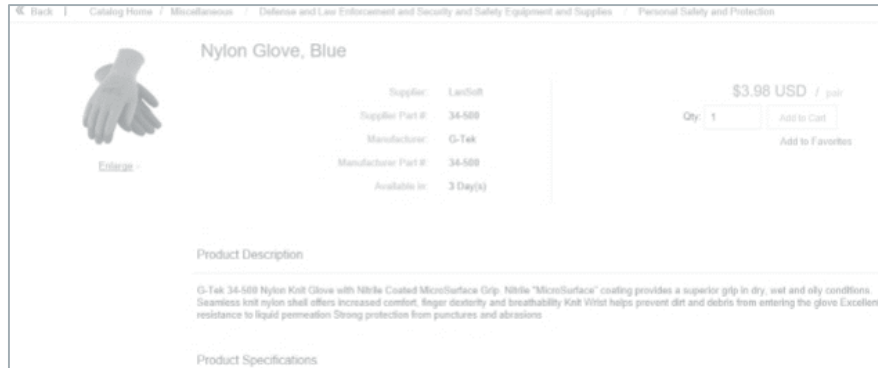 « Back | Catalog Home / Miscellaneous / Defense and Law Enforcement and Security and Safety Equipment and Supplies / Personal Safety and Protection
Nylon Glove, Blue
Supplier: LanSoft
Supplier Part #: 34-500
Manufacturer: G-Tek
Manufacturer Part #: 34-500
Available in: 3 Day(s)
$3.98 USD / pair
Qty: 1 Add to Cart
Add to Favorites
Enlarge
Product Description
G-Tek 34-500 Nylon Knit Glove with Nitrile Coated MicroSurface Grip. Nitrile "MicroSurface" coating provides a superior grip in dry, wet and oily conditions.
Seamless knit nylon shell offers increased comfort, finger dexterity and breathability Knit Wrist helps prevent dirt and debris from entering the glove Excellent
resistance to liquid permeation Strong protection from punctures and abrasions
Product Specifications